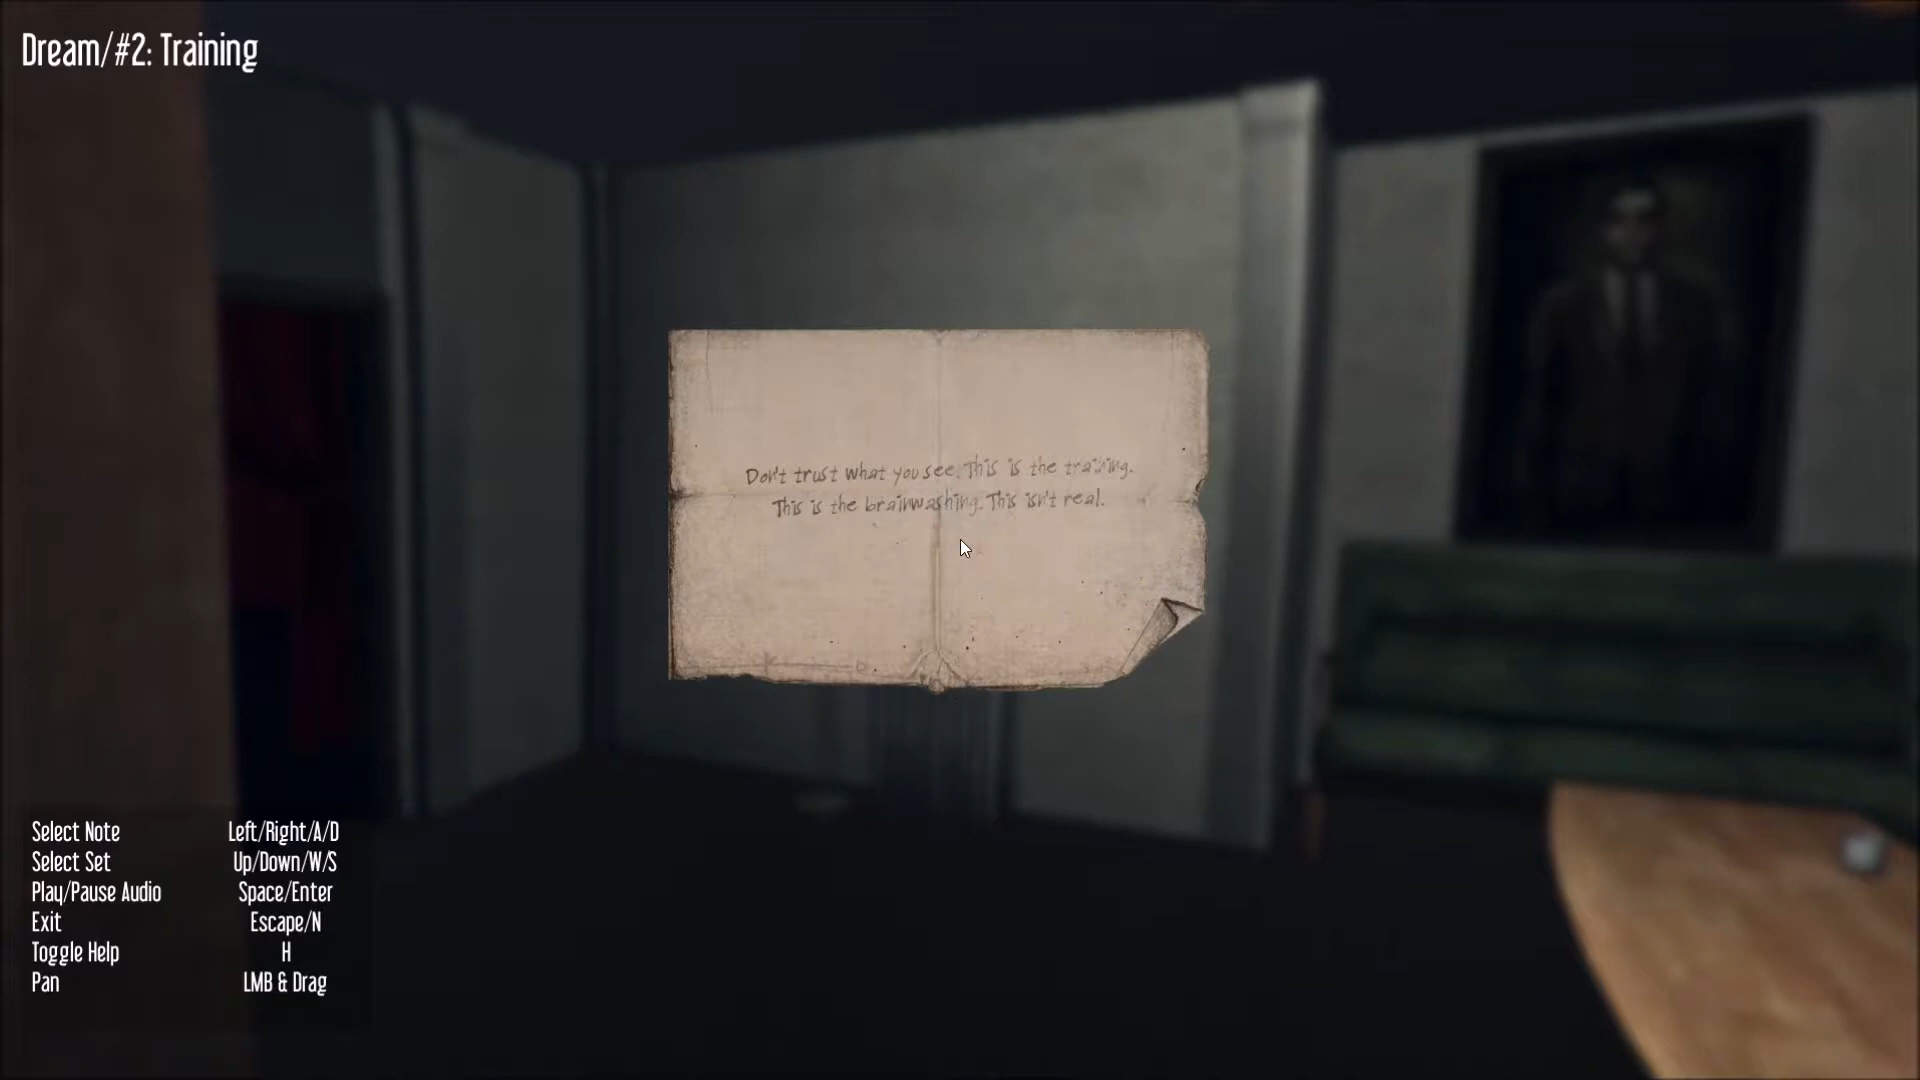 Dream/#2: Training
Don't trust what you see. This is the training.
This is the brainwashing. This isn't real.
Select Note Left/Right/A/D
Select Set Up/Down/W/S
Play/Pause Audio Space/Enter
Exit Escape/N
Toggle Help H
Pan LMB & Drag